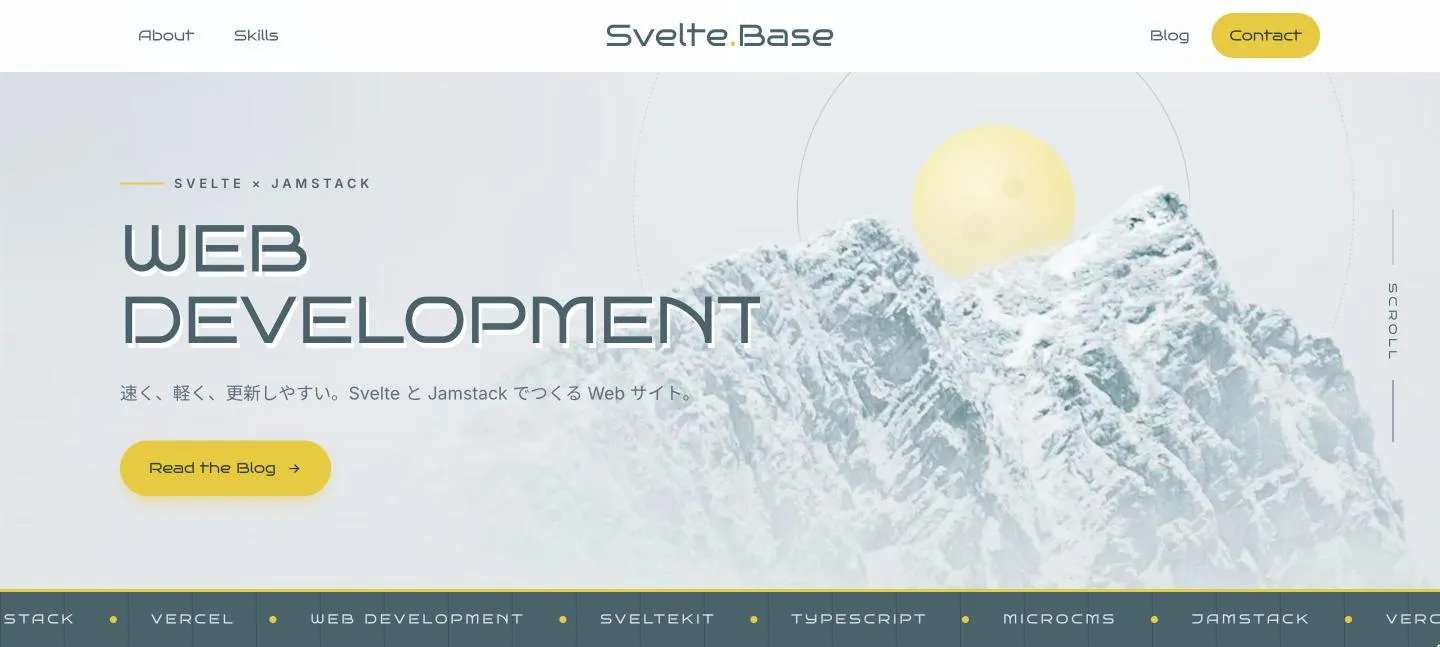 About
Skills
Svelte.Base
Blog
Contact
SVELTE × JAMSTACK
WEB
DEVELOPMENT
速く、軽く、更新しやすい。Svelte と Jamstack でつくる Web サイト。
Read the Blog →
SCROLL
STACK • VERCEL • WEB DEVELOPMENT • SVELTEKIT • TYPESCRIPT • MICROCMS • JAMSTACK • VERC